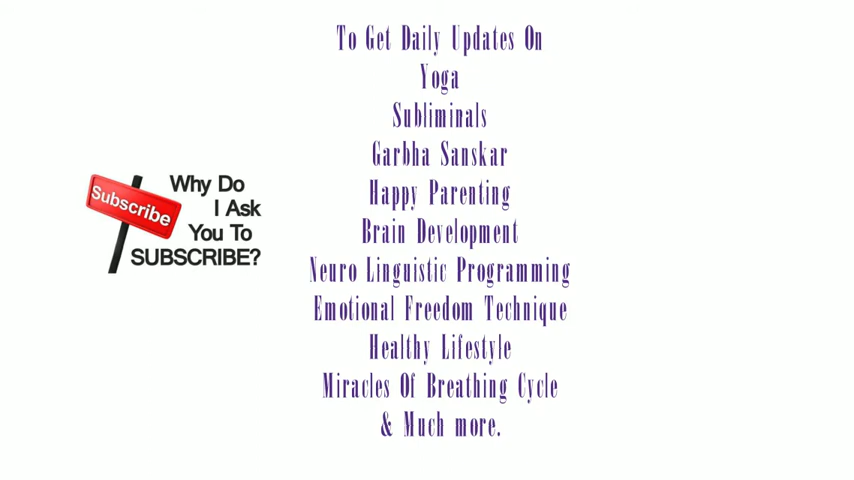 Subscribe
Why Do
I Ask
You To
SUBSCRIBE?
To Get Daily Updates On
Yoga
Subliminals
Garbha Sanskar
Happy Parenting
Brain Development
Neuro Linguistic Programming
Emotional Freedom Technique
Healthy Lifestyle
Miracles Of Breathing Cycle
& Much more.